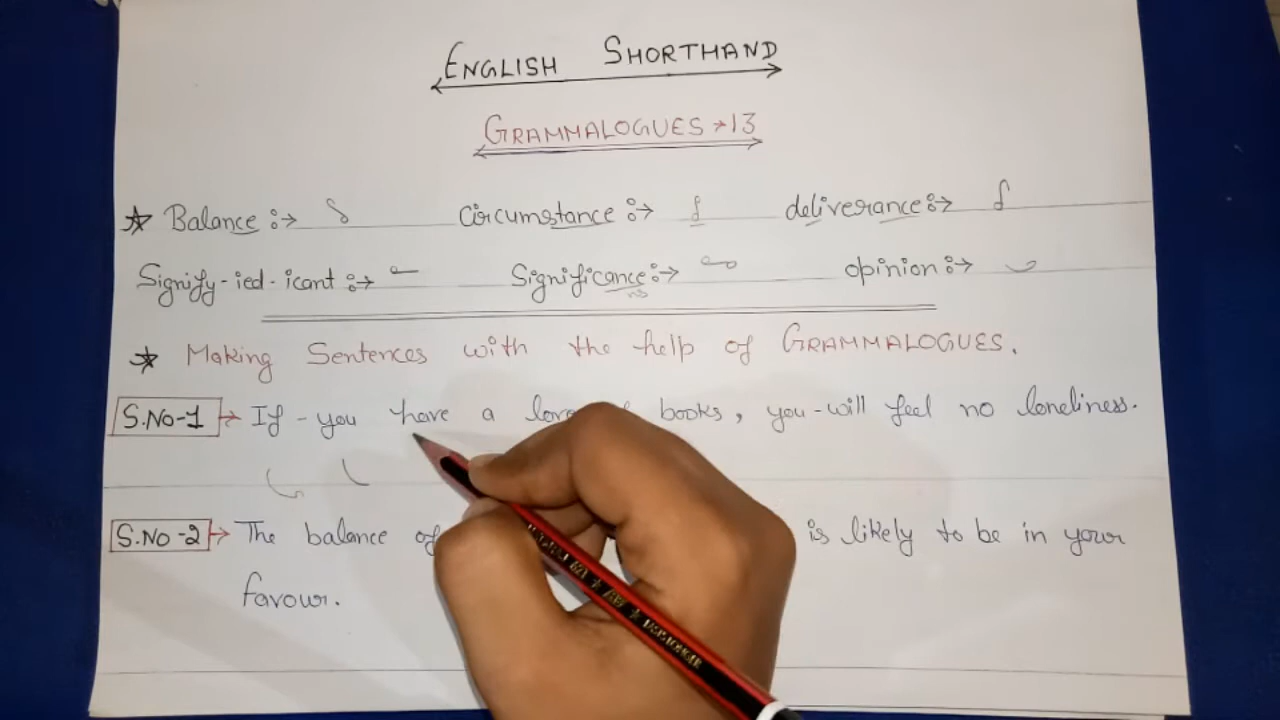 ENGLISH SHORTHAND
GRAMMALOGUES → 13
☆ Balance :→ circumstance :→ deliverance :→
Signify-ied-icant :→ Significance :→ opinion :→
ns
☆ Making Sentences with the help of GRAMMALOGUES.
S.No-1 → If-you have a books, you-will feel no loneliness.
S.No-2 → The balance of is likely to be in your
favour.